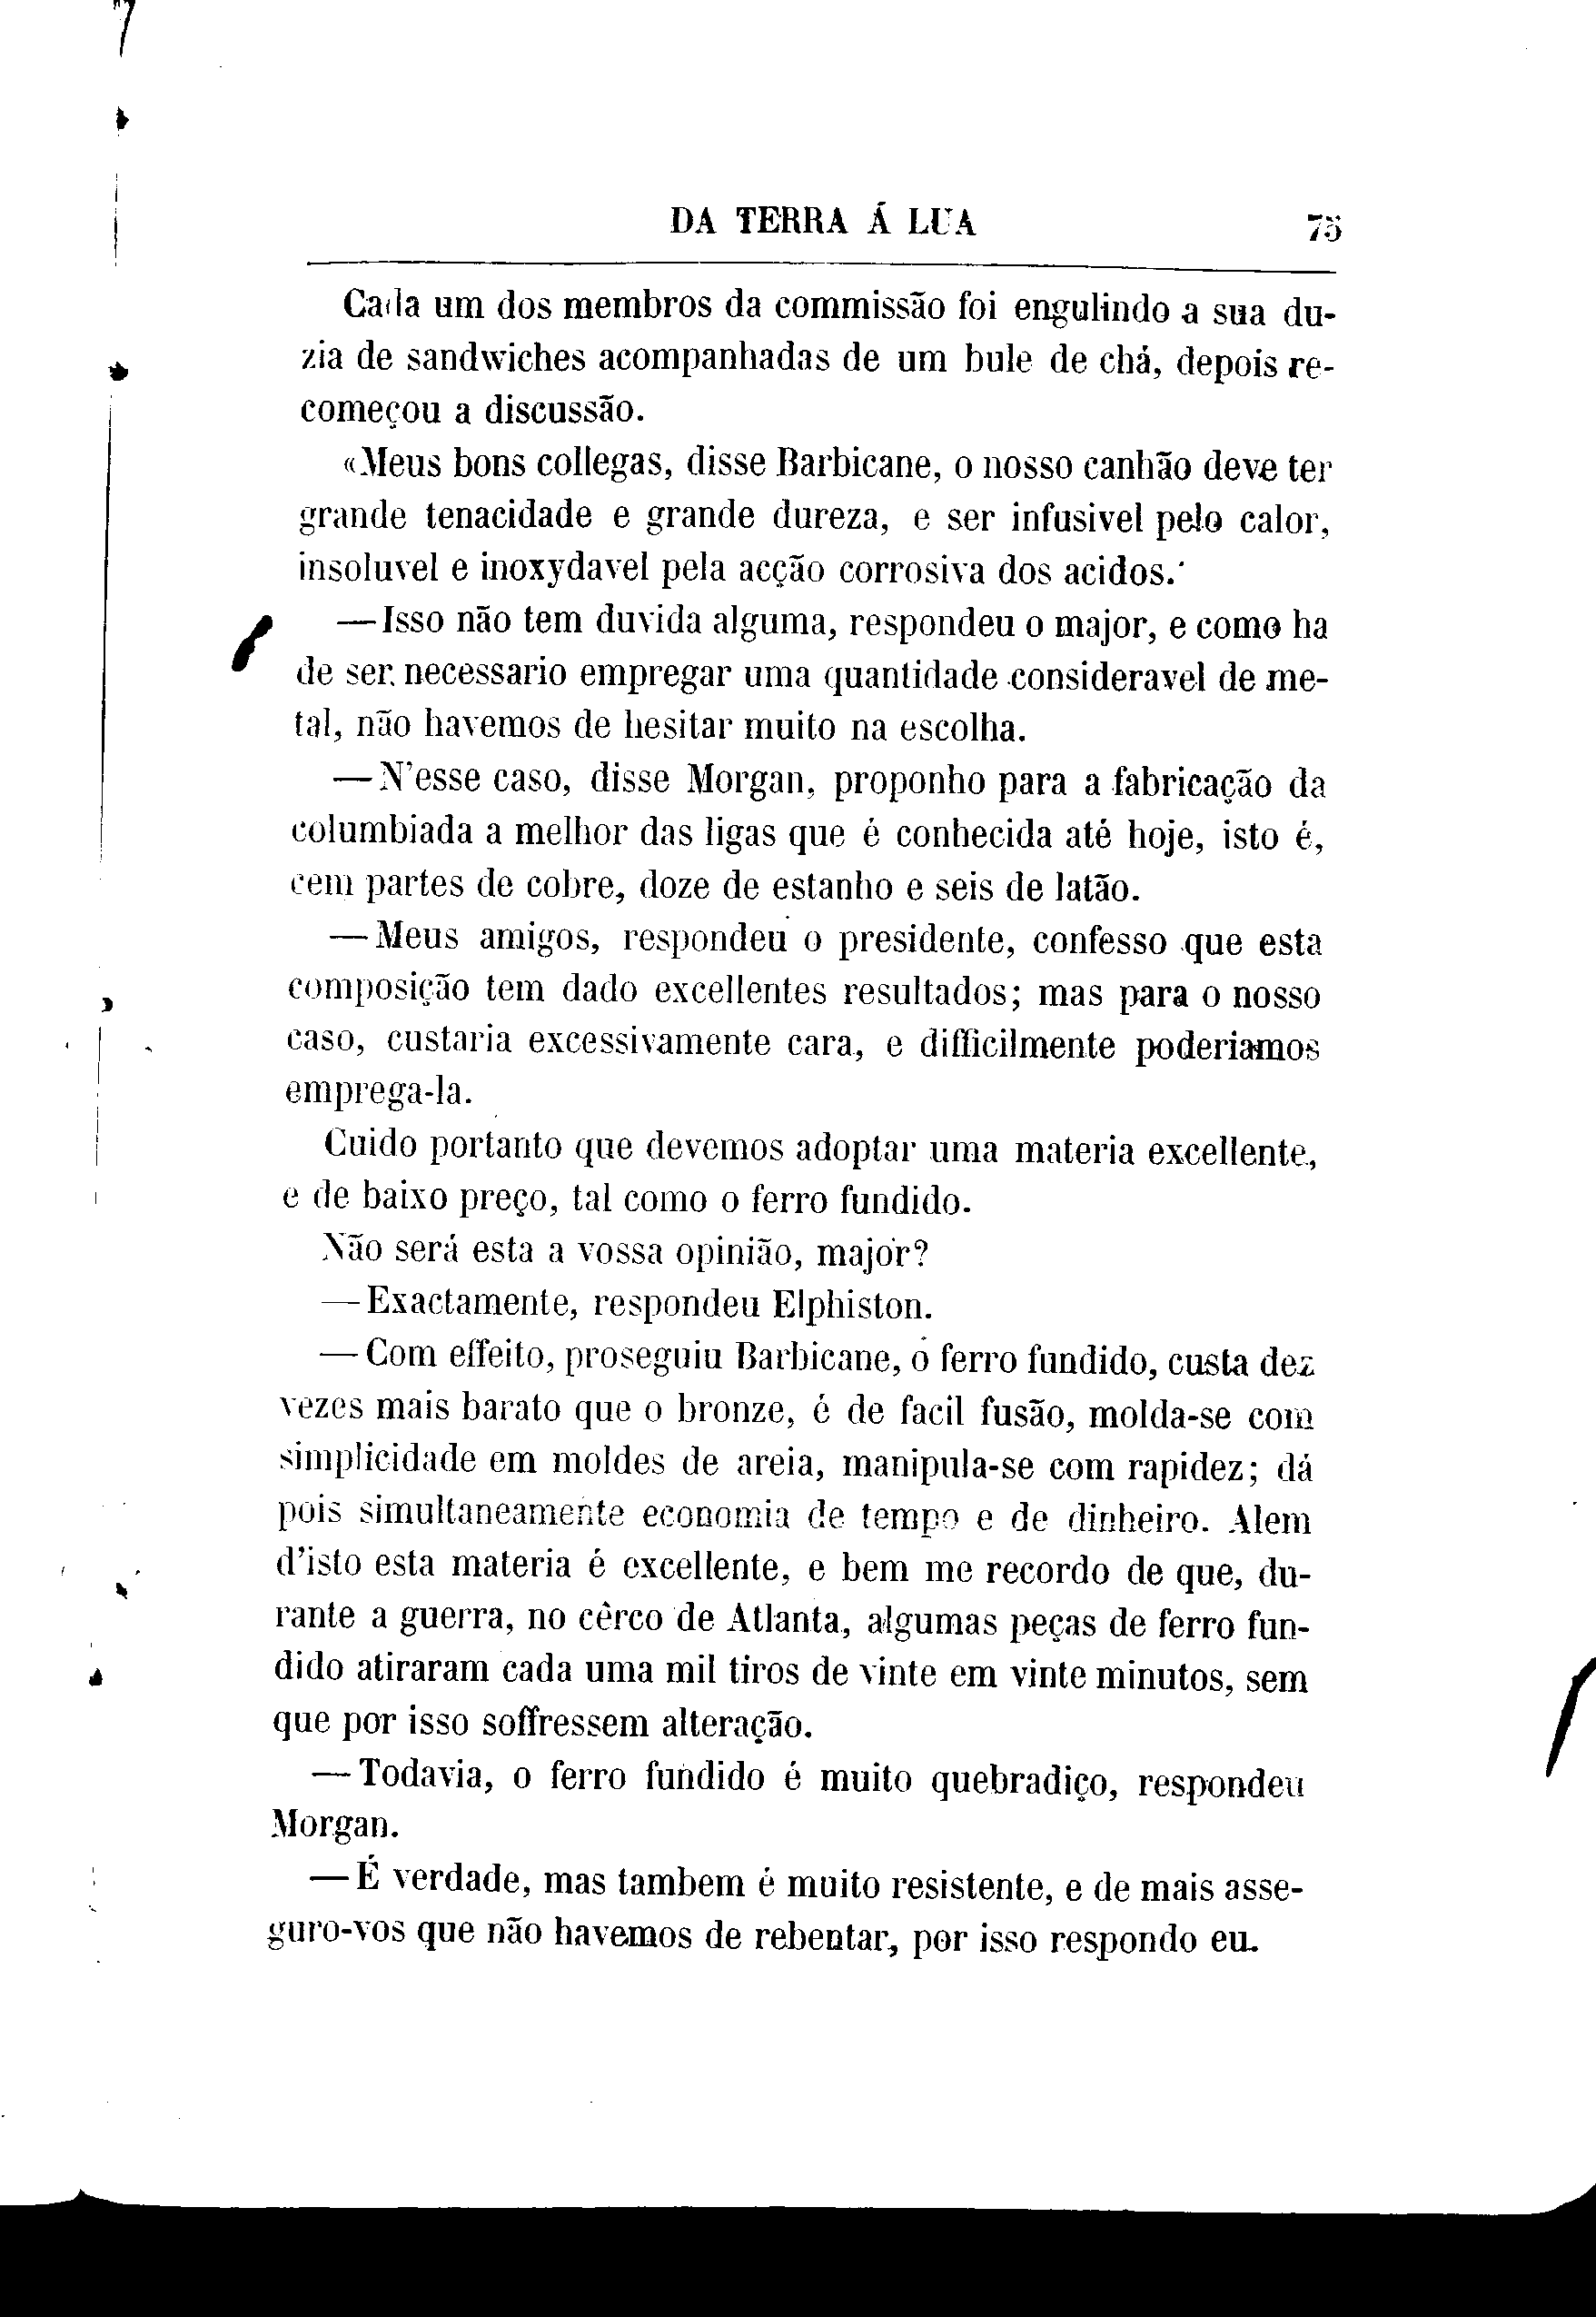 DA TERRA Á LUA 75
Cada um dos membros da commissão foi engulindo a sua du-
zia de sandwiches acompanhadas de um bule de chá, depois re-
começou a discussão.
«Meus bons collegas, disse Barbicane, o nosso canhão deve ter
grande tenacidade e grande dureza, e ser infusivel pelo calor,
insoluvel e inoxydavel pela acção corrosiva dos acidos.
—Isso não tem duvida alguma, respondeu o major, e como ha
de ser necessario empregar uma quantidade consideravel de me-
tal, não havemos de hesitar muito na escolha.
—N'esse caso, disse Morgan, proponho para a fabricação da
columbiada a melhor das ligas que é conhecida até hoje, isto é,
cem partes de cobre, doze de estanho e seis de latão.
—Meus amigos, respondeu o presidente, confesso que esta
composição tem dado excellentes resultados; mas para o nosso
caso, custaria excessivamente cara, e difficilmente poderiamos
emprega-la.
Cuido portanto que devemos adoptar uma materia excellente,
e de baixo preço, tal como o ferro fundido.
Não será esta a vossa opinião, major?
—Exactamente, respondeu Elphiston.
—Com effeito, proseguiu Barbicane, o ferro fundido, custa dez
vezes mais barato que o bronze, é de facil fusão, molda-se com
simplicidade em moldes de areia, manipula-se com rapidez; dá
pois simultaneamente economia de tempo e de dinheiro. Alem
d'isto esta materia é excellente, e bem me recordo de que, du-
rante a guerra, no cêrco de Atlanta, algumas peças de ferro fun-
dido atiraram cada uma mil tiros de vinte em vinte minutos, sem
que por isso soffressem alteração.
—Todavia, o ferro fundido é muito quebradiço, respondeu
Morgan.
—É verdade, mas tambem é muito resistente, e de mais asse-
guro-vos que não havemos de rebentar, por isso respondo eu.